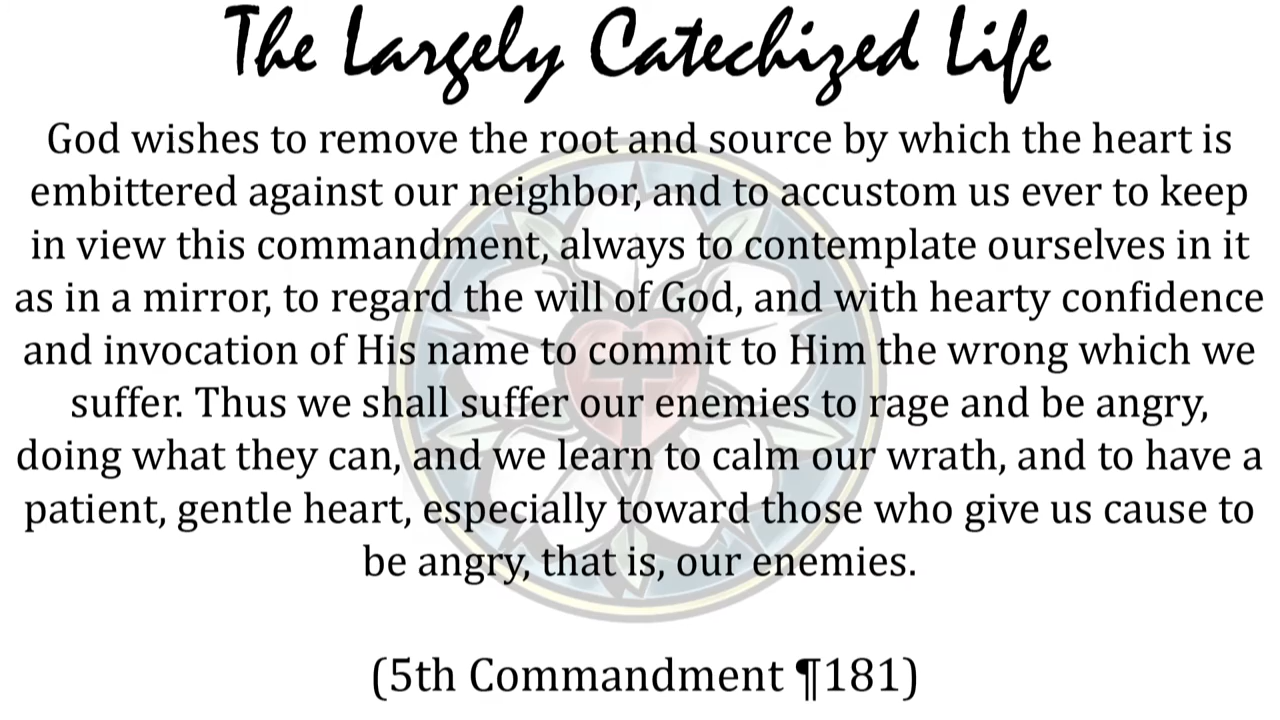 The Largely Catechized Life
God wishes to remove the root and source by which the heart is
embittered against our neighbor, and to accustom us ever to keep
in view this commandment, always to contemplate ourselves in it
as in a mirror, to regard the will of God, and with hearty confidence
and invocation of His name to commit to Him the wrong which we
suffer. Thus we shall suffer our enemies to rage and be angry,
doing what they can, and we learn to calm our wrath, and to have a
patient, gentle heart, especially toward those who give us cause to
be angry, that is, our enemies.
(5th Commandment ¶181)